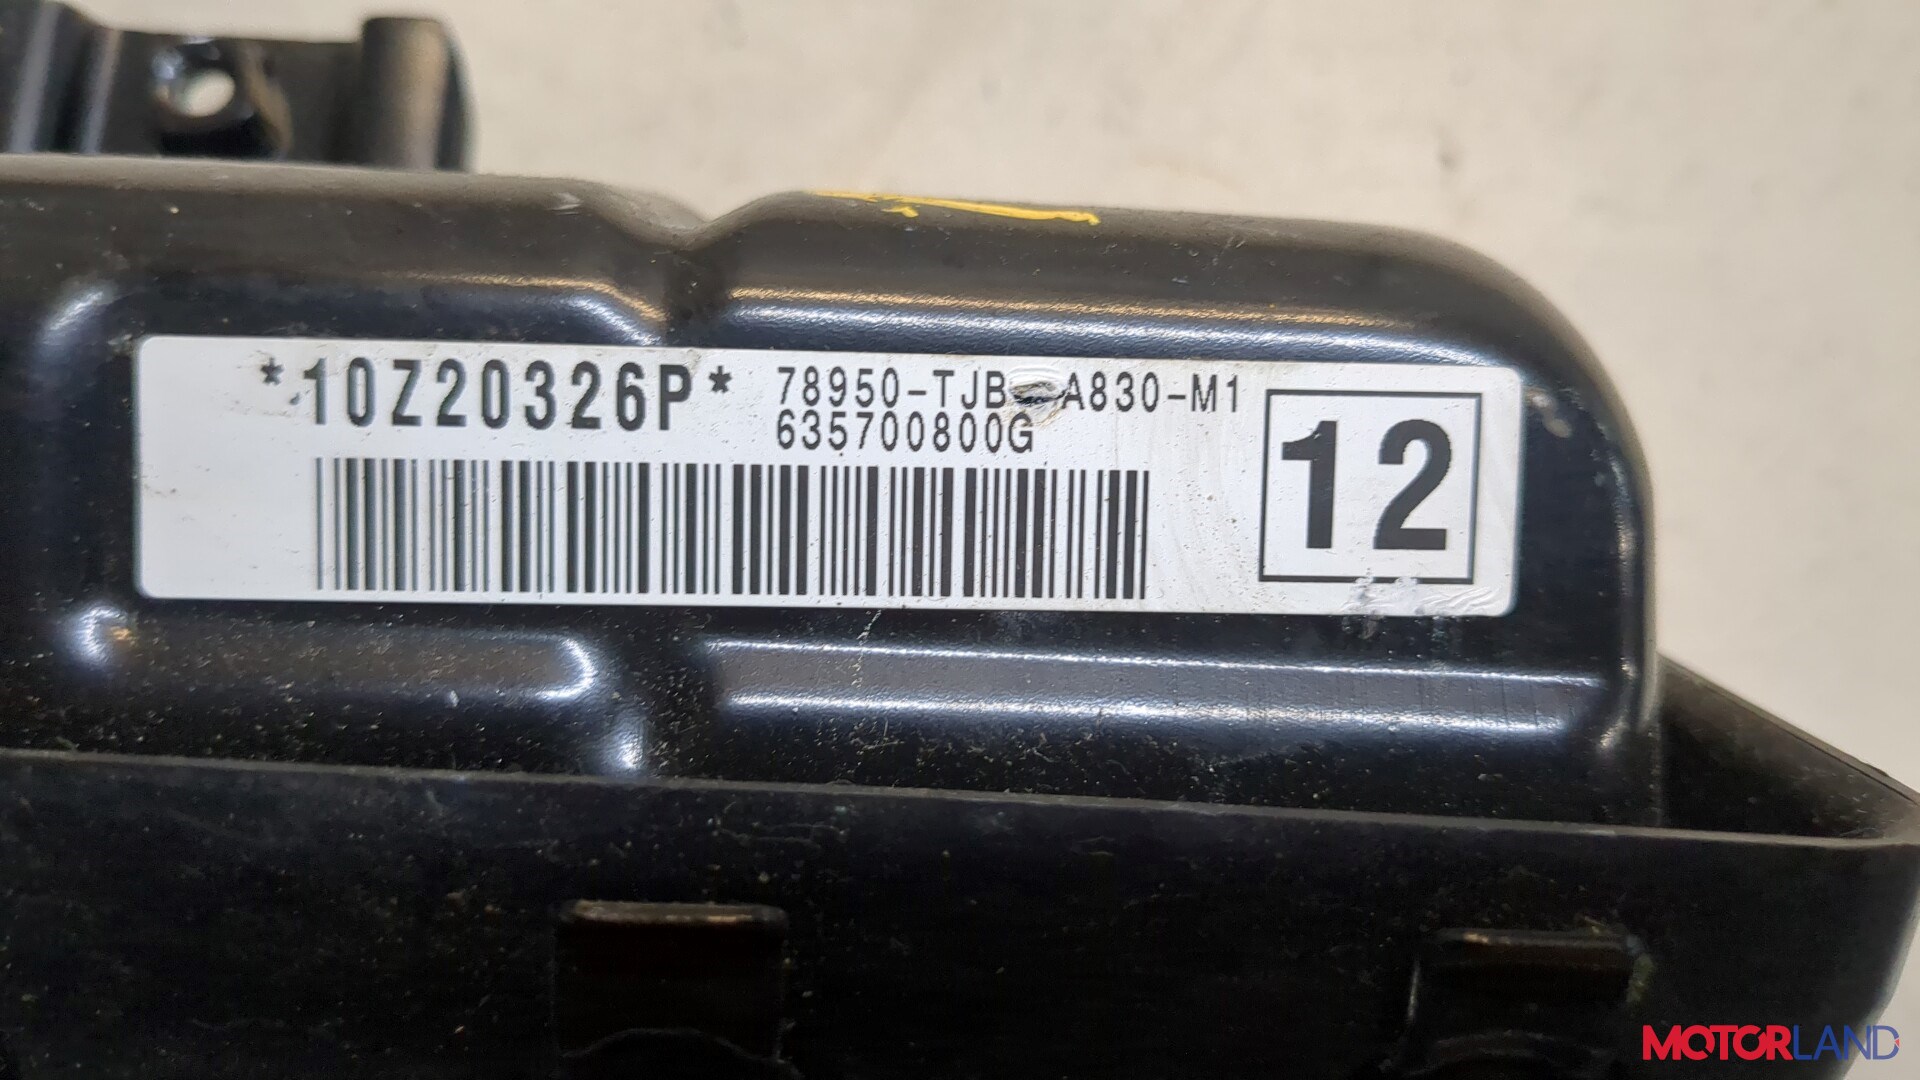 *10Z20326P*
78950-TJB A830-M1
635700800G
12
MOTORLAND